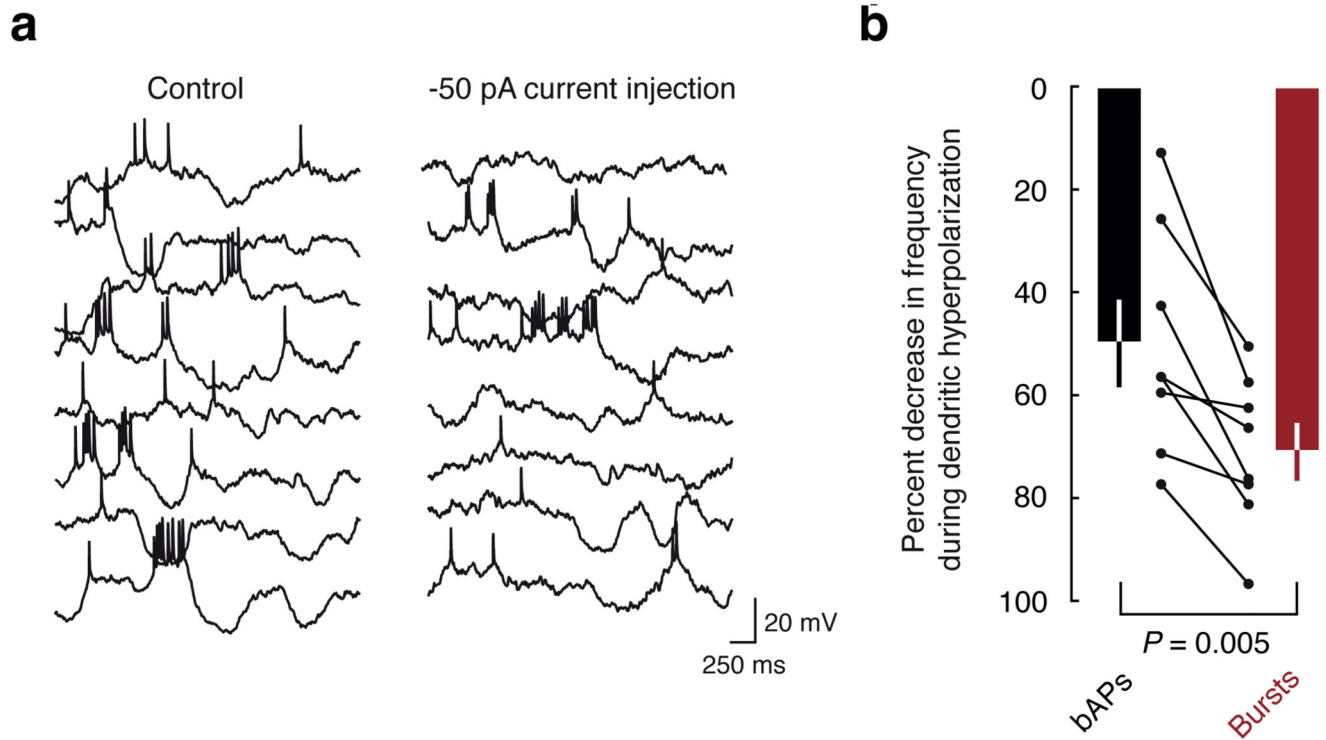 a
Control
-50 pA current injection
20 mV
250 ms
b
Percent decrease in frequency
during dendritic hyperpolarization
0
20
40
60
80
100
P = 0.005
bAPs
Bursts